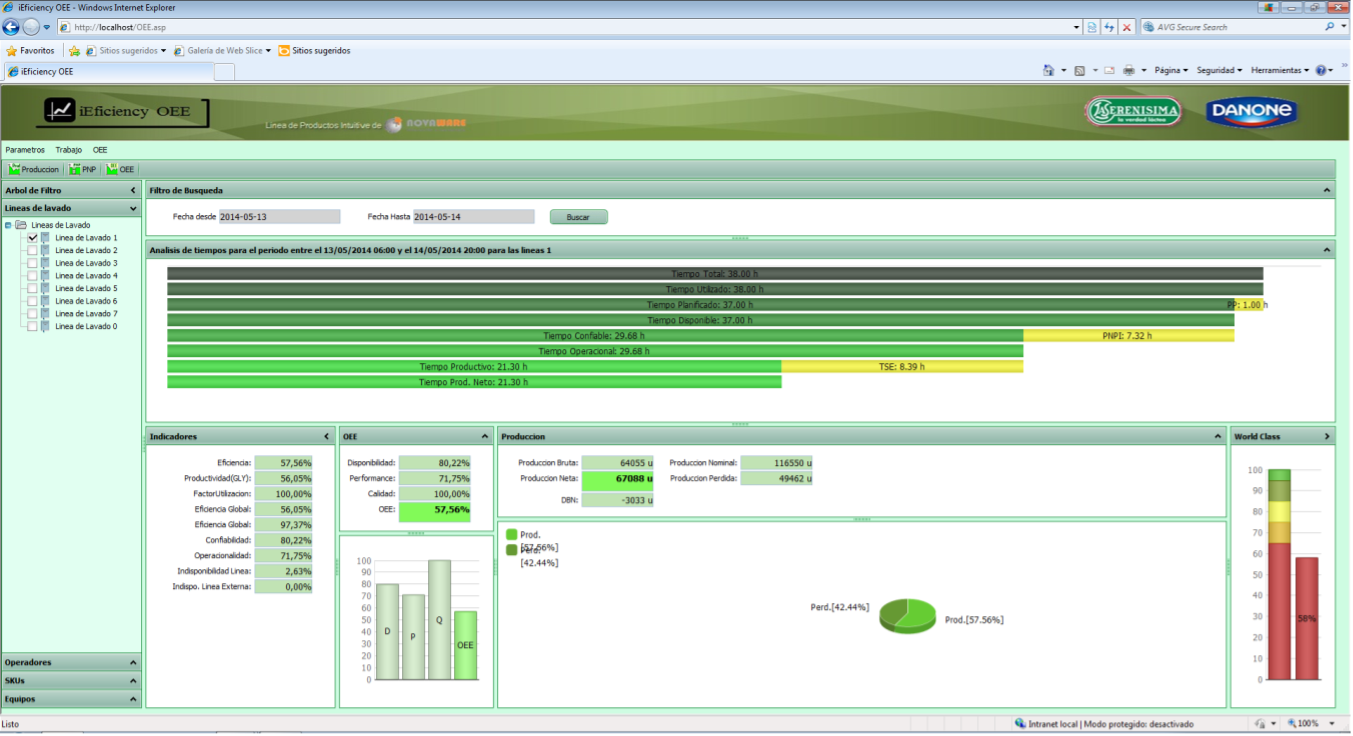 iEficiency OEE - Windows Internet Explorer
http://localhost/OEE.asp
AVG Secure Search
Favoritos Sitios sugeridos Galería de Web Slice Sitios sugeridos
iEficiency OEE
Página Seguridad Herramientas
iEficiency OEE
Linea de Productos Intuitive de NOVAWARE
LA SERENISIMA
la verdad láctea
DANONE
Parametros Trabajo OEE
Produccion PNP OEE
Arbol de Filtro
Lineas de lavado
Lineas de Lavado
Linea de Lavado 1
Linea de Lavado 2
Linea de Lavado 3
Linea de Lavado 4
Linea de Lavado 5
Linea de Lavado 6
Linea de Lavado 7
Linea de Lavado 0
Operadores
SKUs
Equipos
Filtro de Busqueda
Fecha desde 2014-05-13 Fecha Hasta 2014-05-14 Buscar
Analisis de tiempos para el periodo entre el 13/05/2014 06:00 y el 14/05/2014 20:00 para las lineas 1
Tiempo Total: 38.00 h
Tiempo Utilizado: 38.00 h
Tiempo Planificado: 37.00 h PP: 1.00 h
Tiempo Disponible: 37.00 h
Tiempo Confiable: 29.68 h PNPI: 7.32 h
Tiempo Operacional: 29.68 h
Tiempo Productivo: 21.30 h TSE: 8.39 h
Tiempo Prod. Neto: 21.30 h
Indicadores
Eficiencia: 57,56%
Productividad(GLY): 56,05%
FactorUtilizacion: 100,00%
Eficiencia Global: 56,05%
Eficiencia Global: 97,37%
Confiabilidad: 80,22%
Operacionalidad: 71,75%
Indisponibilidad Linea: 2,63%
Indispo. Linea Externa: 0,00%
OEE
Disponibilidad: 80,22%
Performance: 71,75%
Calidad: 100,00%
OEE: 57,56%
100
90
80
70
60
50
40
30
20
10
0
D
P
Q
OEE
Produccion
Produccion Bruta: 64055 u Produccion Nominal: 116550 u
Produccion Neta: 67088 u Produccion Perdida: 49462 u
DBN: -3033 u
Prod.
[57.56%]
Perd.
[42.44%]
Perd.[42.44%]
Prod.[57.56%]
World Class
100
90
80
70
60
50
40
30
20
10
0
58%
Listo
Intranet local | Modo protegido: desactivado
100%